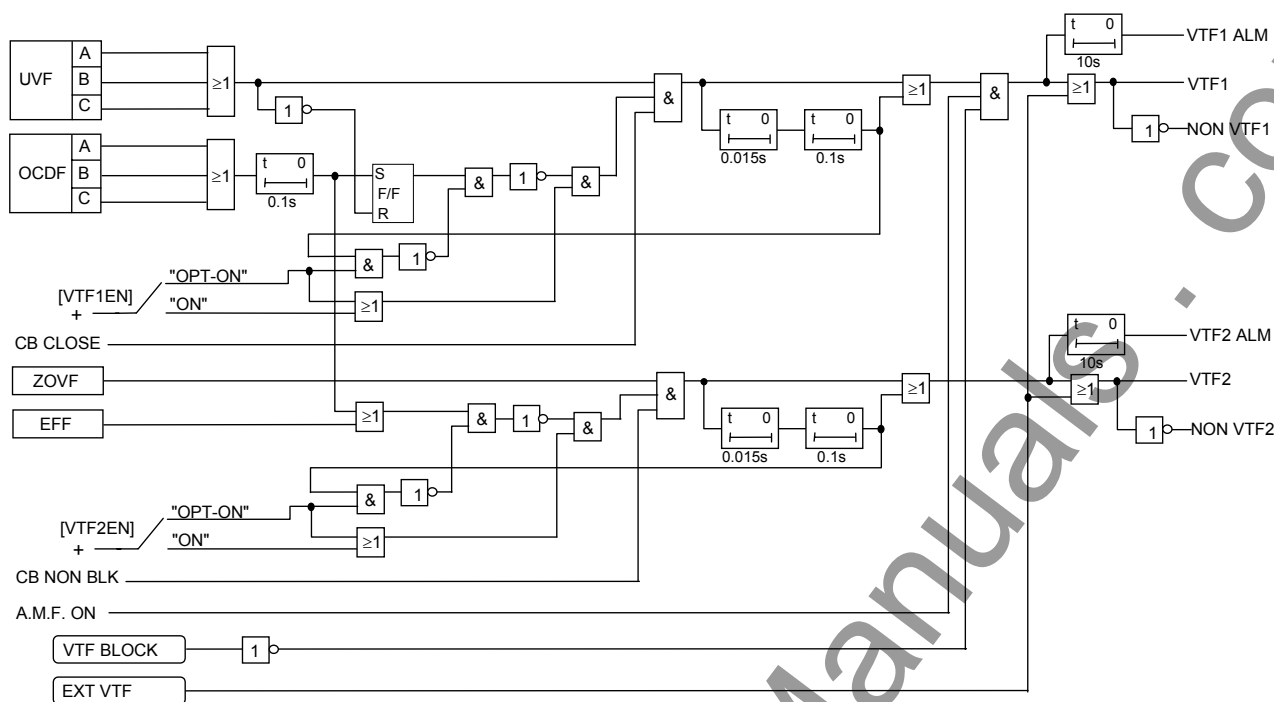 UVF
A
B
C
≥1
1
&
t 0
0.015s
t 0
0.1s
≥1
&
t 0
10s
VTF1 ALM
≥1
VTF1
1
NON VTF1
OCDF
A
B
C
≥1
t 0
0.1s
S
F/F
R
&
1
&
&
1
[VTF1EN]
+ -
"OPT-ON"
"ON"
≥1
CB CLOSE
t 0
10s
VTF2 ALM
ZOVF
&
≥1
≥1
VTF2
EFF
≥1
&
1
&
t 0
0.015s
t 0
0.1s
1
NON VTF2
&
1
[VTF2EN]
+ -
"OPT-ON"
"ON"
≥1
CB NON BLK
A.M.F. ON
VTF BLOCK
1
EXT VTF
Manuals . co